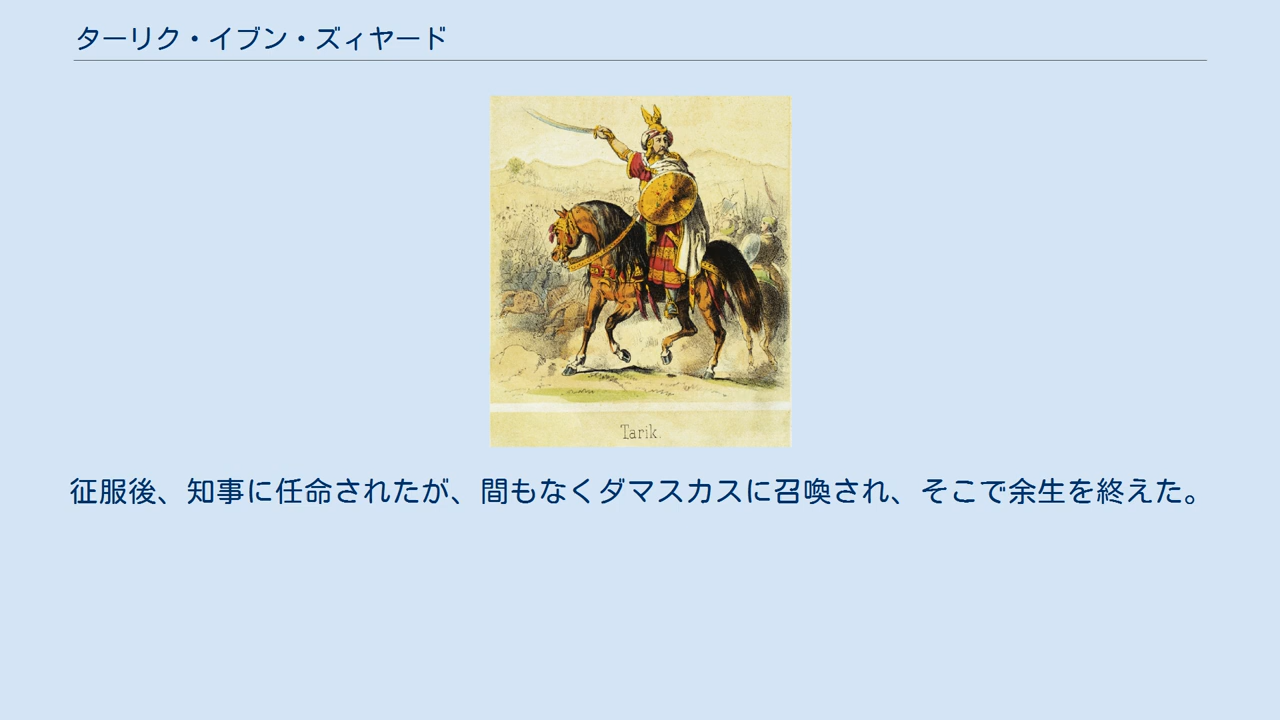 ターリク・イブン・ズィヤード
Tarik.
征服後、知事に任命されたが、間もなくダマスカスに召喚され、そこで余生を終えた。